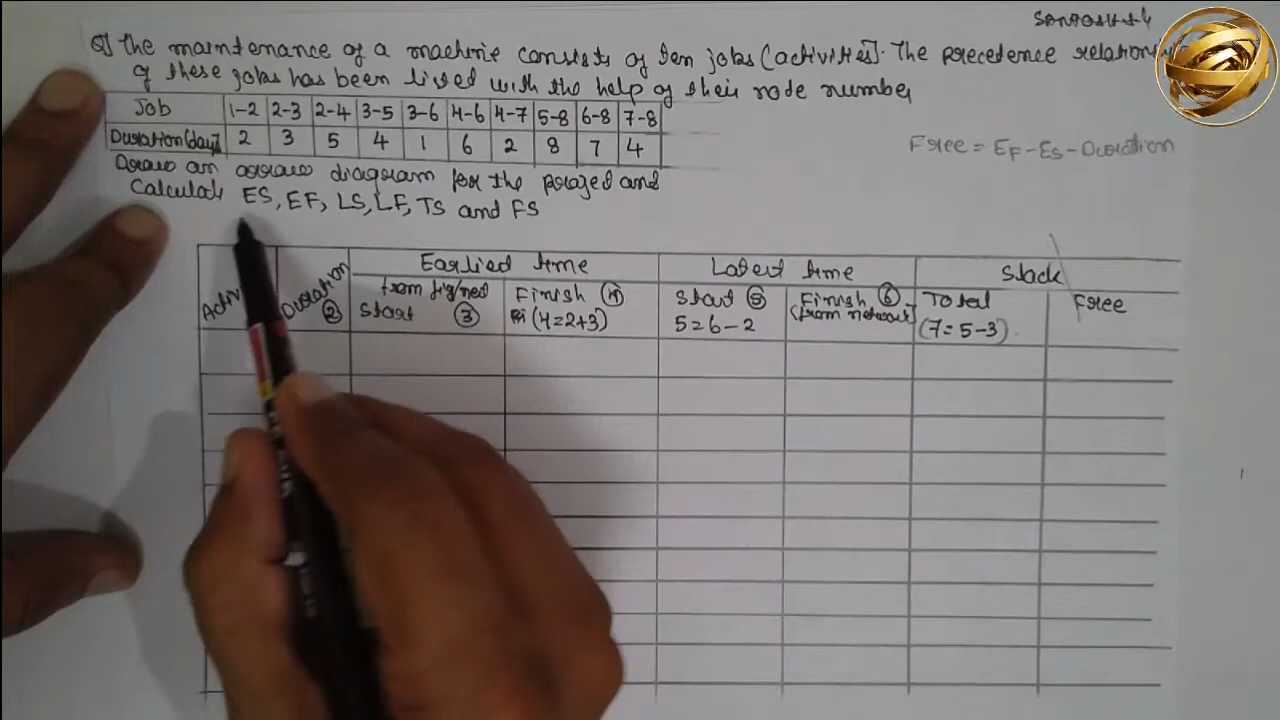 SANTOSH S 4
Q) The maintenance of a machine consists of Ten jobs (activities). The precedence relation
of these jobs has been listed with the help of their node number
Job 1-2 2-3 2-4 3-5 3-6 4-6 4-7 5-8 6-8 7-8
Duration(days) 2 3 5 4 1 6 2 8 7 4
Draw an arrow diagram for the project and
Calculate ES, EF, LS, LF, TS and FS
Free = EF-ES-Duration
Earliest time Latest time Slack
Duration ②
Start ③
Finish ④
(4=2+3)
Start ⑤
5=6-2
Finish ⑥
(from network)
Total
(7=5-3)
Free